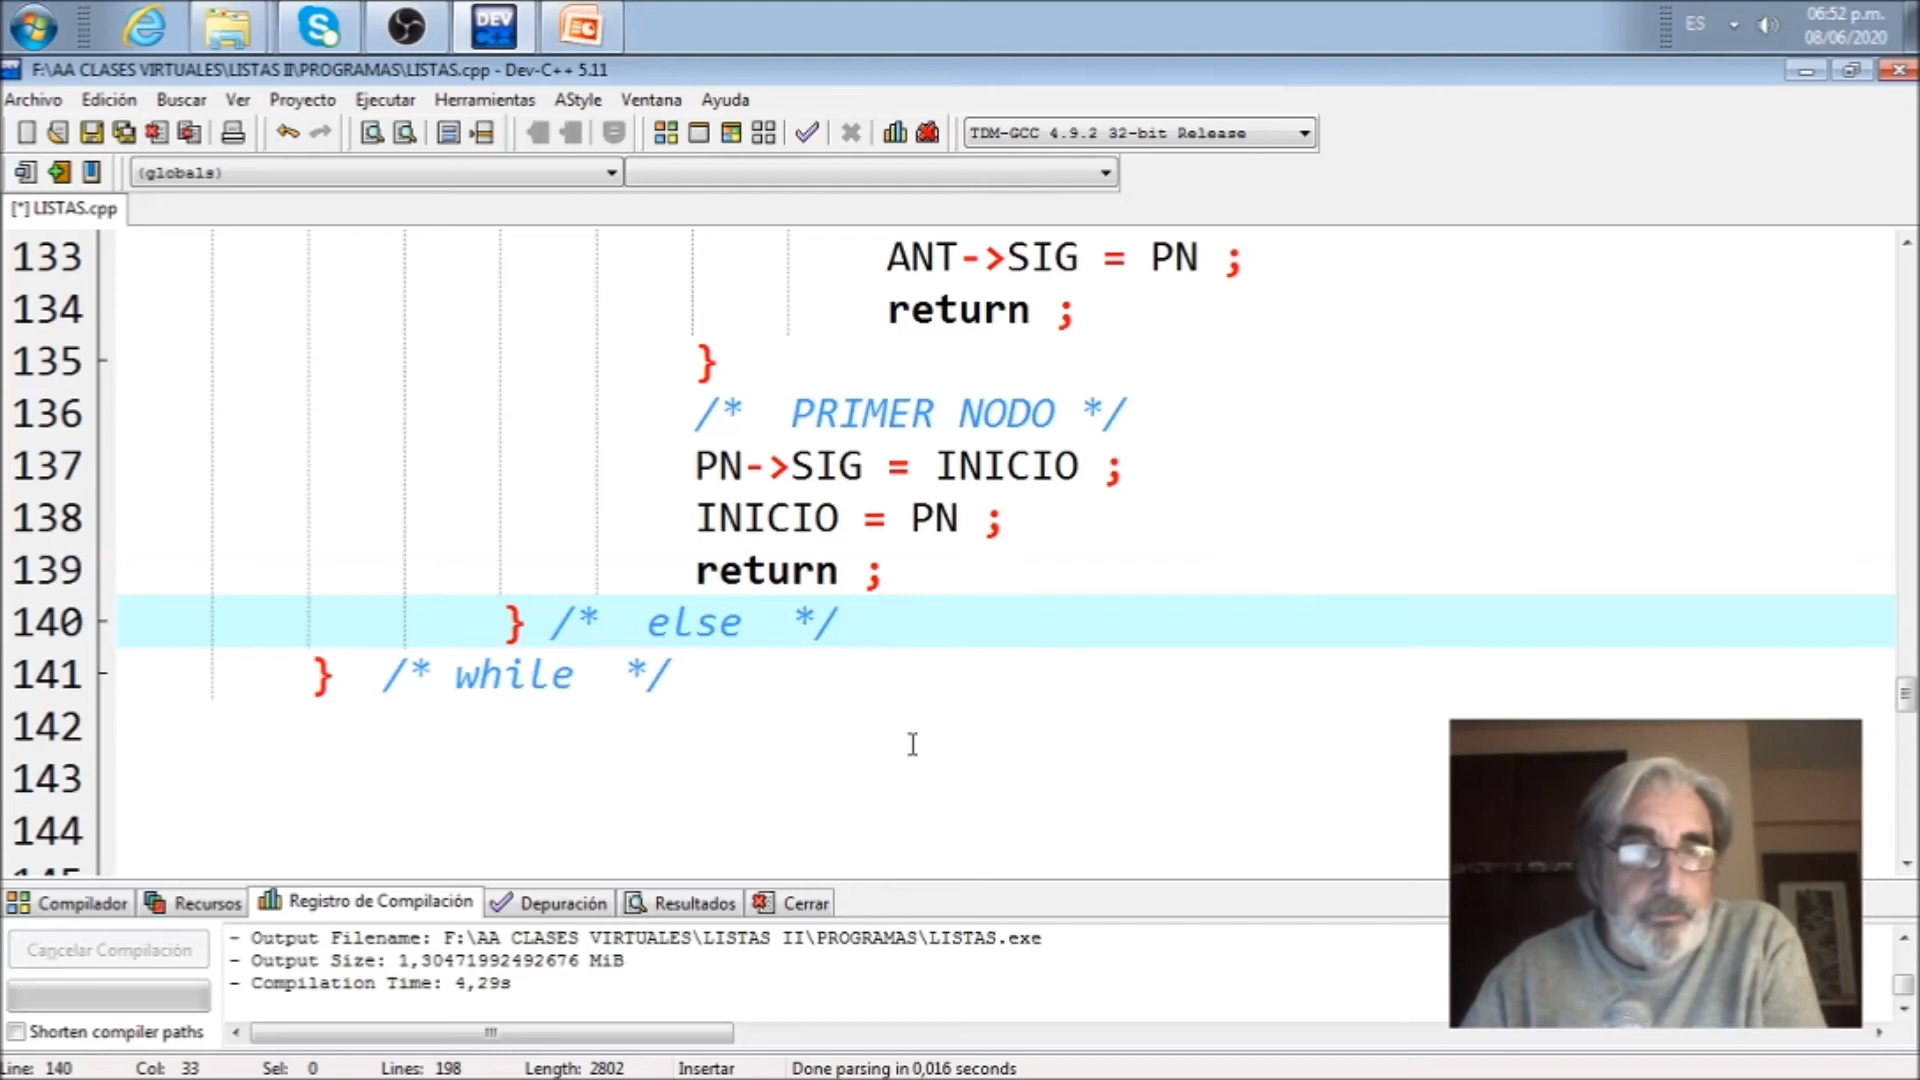 DEV
C++
ES
06:52 p.m.
08/06/2020
F:\AA CLASES VIRTUALES\LISTAS II\PROGRAMAS\LISTAS.cpp - Dev-C++ 5.11
Archivo Edición Buscar Ver Proyecto Ejecutar Herramientas AStyle Ventana Ayuda
TDM-GCC 4.9.2 32-bit Release
(globals)
[*] LISTAS.cpp
133 ANT->SIG = PN ;
134 return ;
135 }
136 /* PRIMER NODO */
137 PN->SIG = INICIO ;
138 INICIO = PN ;
139 return ;
140 } /* else */
141 } /* while */
142
143
144
145
Compilador Recursos Registro de Compilación Depuración Resultados Cerrar
Cancelar Compilación
- Output Filename: F:\AA CLASES VIRTUALES\LISTAS II\PROGRAMAS\LISTAS.exe
- Output Size: 1,30471992492676 MiB
- Compilation Time: 4,29s
Shorten compiler paths
Line: 140 Col: 33 Sel: 0 Lines: 198 Length: 2802 Insertar Done parsing in 0,016 seconds